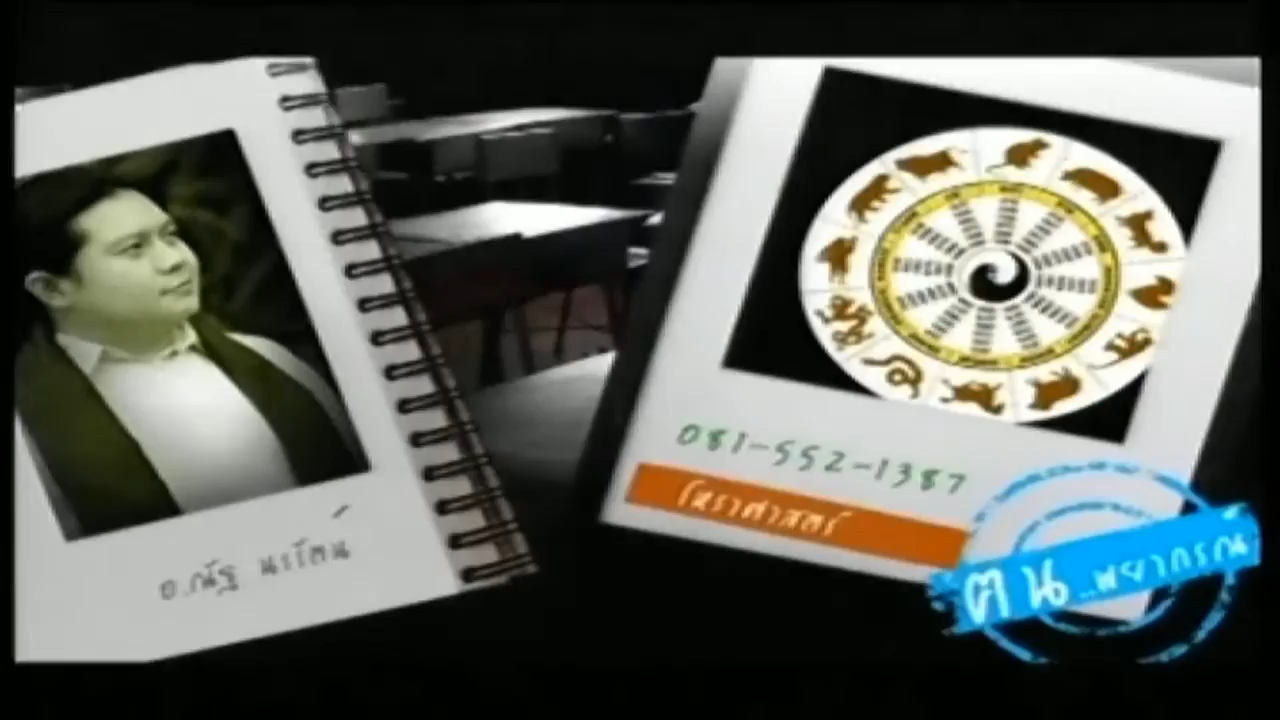 อ.ณัฐ นรรัตน์
081-552-1387
โหราศาสตร์
ฅน...พยากรณ์